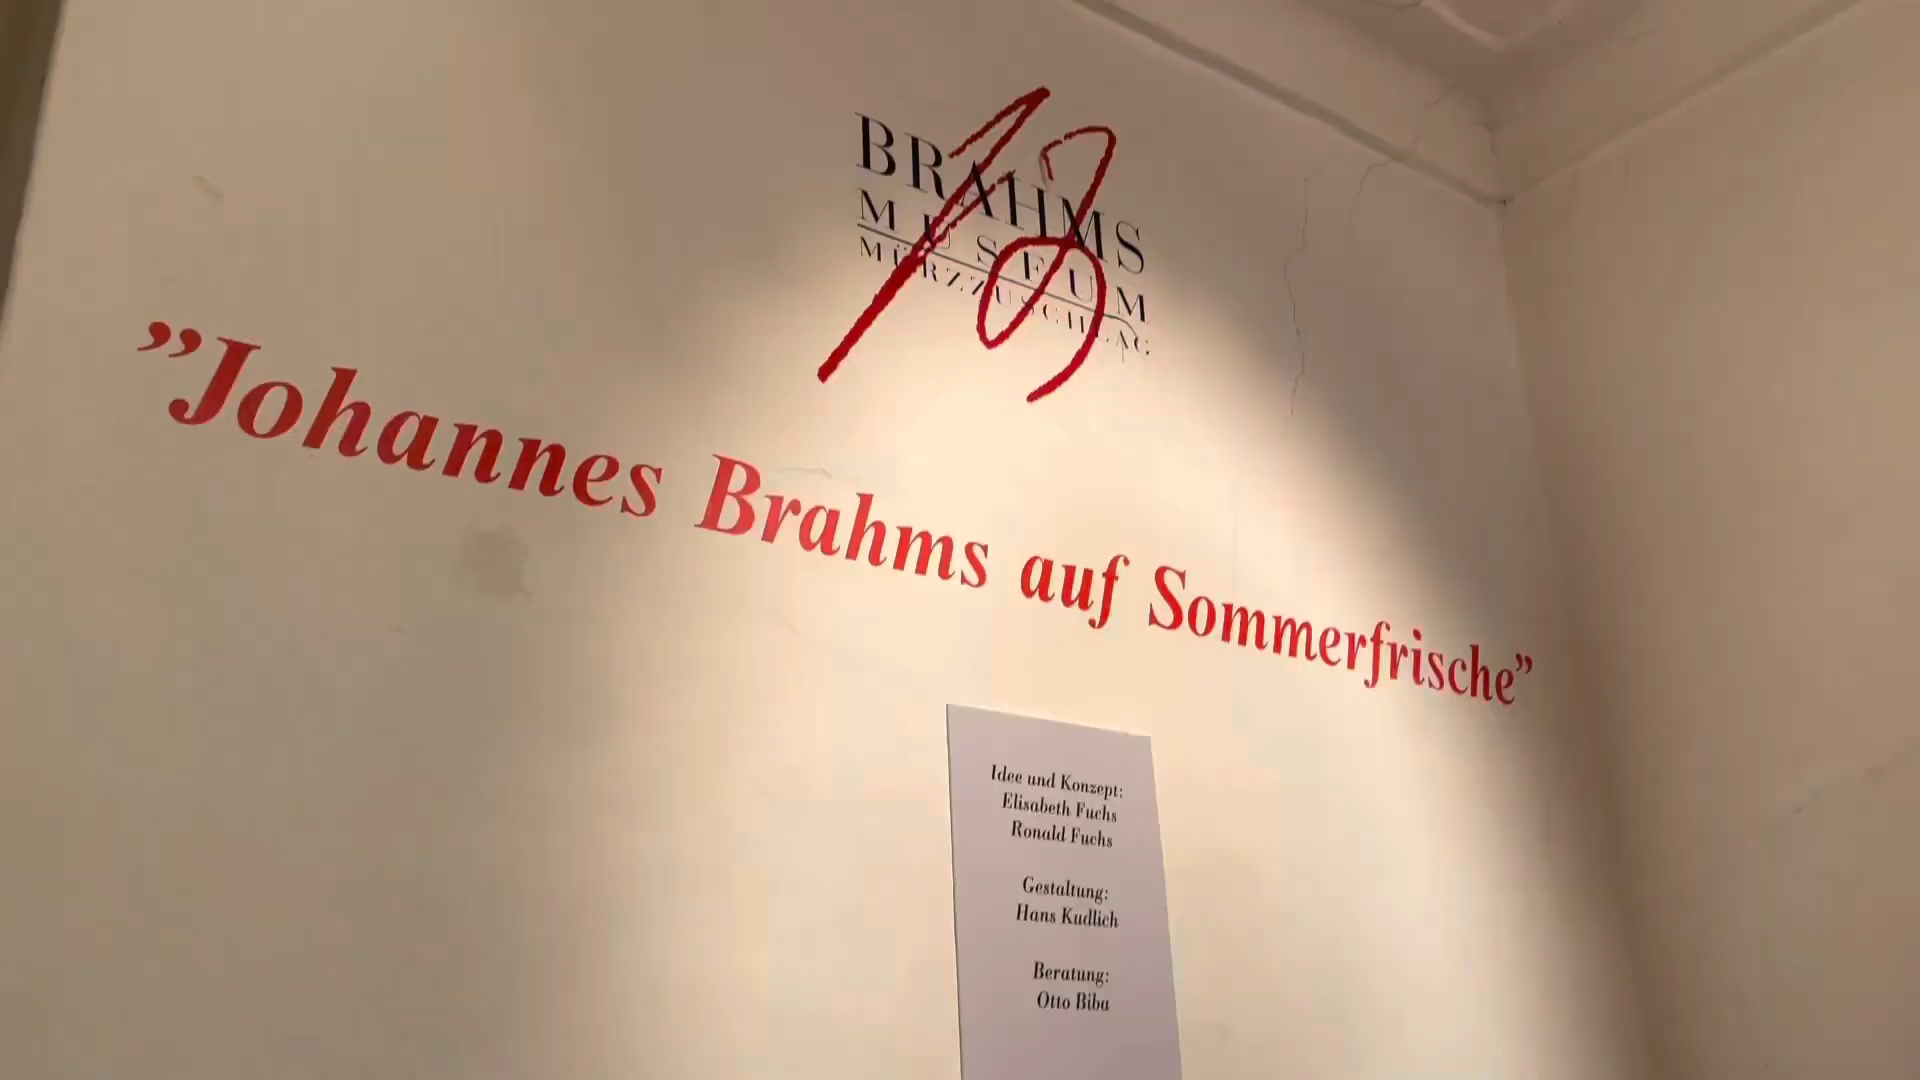 BRAHMS
MUSEUM
MÜRZZUSCHLAG
”Johannes Brahms auf Sommerfrische”
Idee und Konzept:
Elisabeth Fuchs
Ronald Fuchs
Gestaltung:
Hans Kudlich
Beratung:
Otto Biba